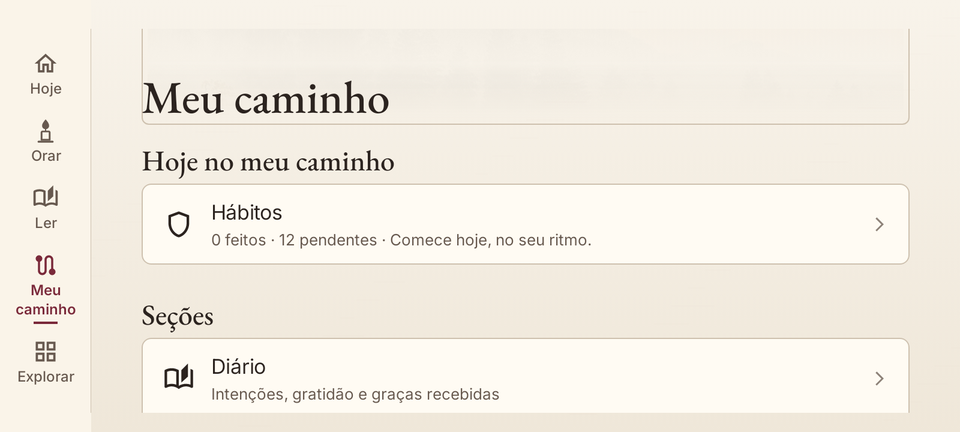 Hoje
Orar
Ler
Meu
caminho
Explorar
Meu caminho
Hoje no meu caminho
Hábitos
0 feitos · 12 pendentes · Comece hoje, no seu ritmo.
Seções
Diário
Intenções, gratidão e graças recebidas